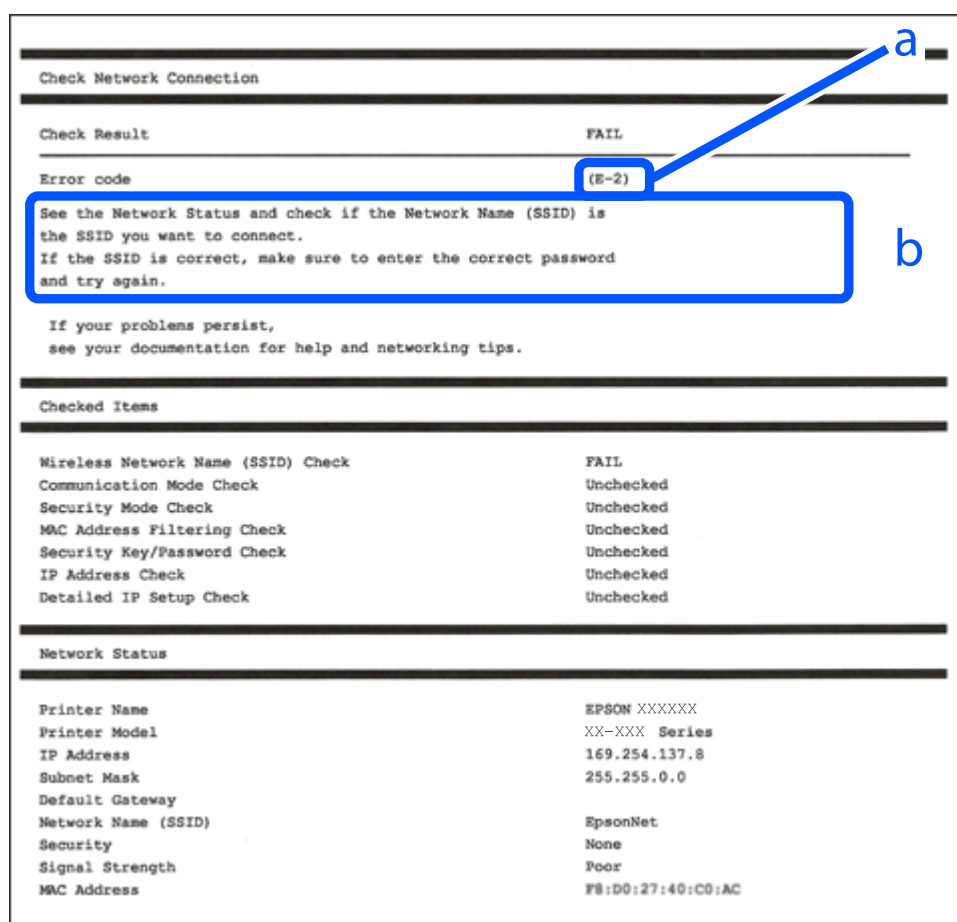 a
Check Network Connection
Check Result FAIL
Error code (E-2)
See the Network Status and check if the Network Name (SSID) is
the SSID you want to connect.
If the SSID is correct, make sure to enter the correct password
and try again.
b
If your problems persist,
see your documentation for help and networking tips.
Checked Items
Wireless Network Name (SSID) Check FAIL
Communication Mode Check Unchecked
Security Mode Check Unchecked
MAC Address Filtering Check Unchecked
Security Key/Password Check Unchecked
IP Address Check Unchecked
Detailed IP Setup Check Unchecked
Network Status
Printer Name EPSON XXXXXX
Printer Model XX-XXX Series
IP Address 169.254.137.8
Subnet Mask 255.255.0.0
Default Gateway
Network Name (SSID) EpsonNet
Security None
Signal Strength Poor
MAC Address F8:D0:27:40:C0:AC